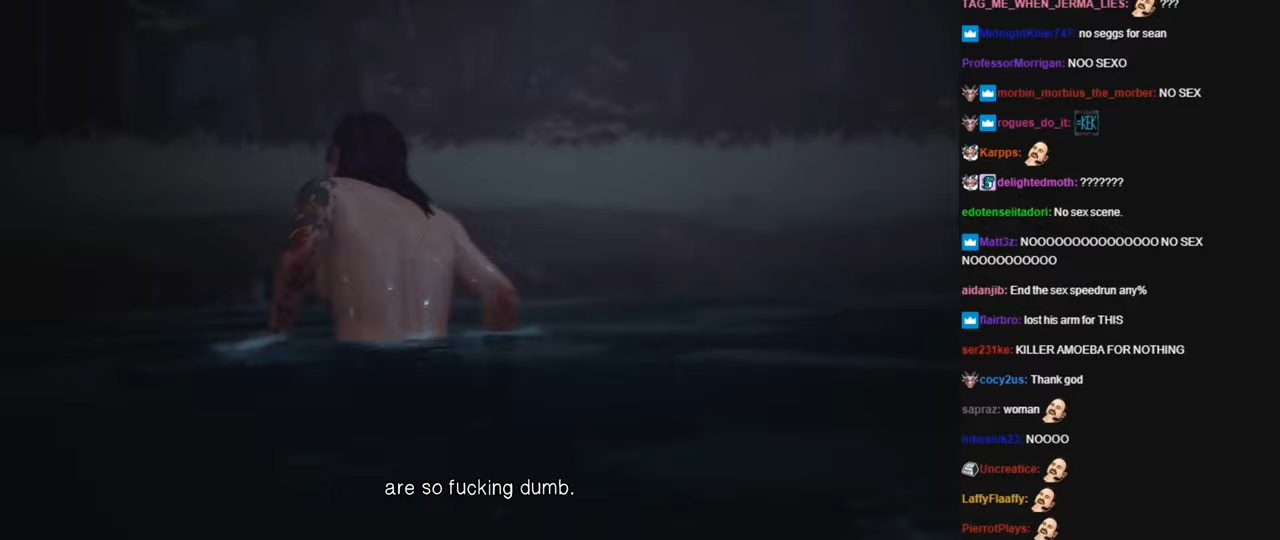 are so fucking dumb.
TAG_ME_WHEN_JERMA_LIES: ???
MidnightKiller747: no seggs for sean
ProfessorMorrigan: NOO SEXO
morbin_morbius_the_morber: NO SEX
rogues_do_it: =KEK
Karpps:
delightedmoth: ???????
edotenseiitadori: No sex scene.
Matt3z: NOOOOOOOOOOOOOOO NO SEX
NOOOOOOOOOO
aidanjib: End the sex speedrun any%
flairbro: lost his arm for THIS
ser231ke: KILLER AMOEBA FOR NOTHING
cocy2us: Thank god
sapraz: woman
NOOOO
Uncreatice:
LaffyFlaaffy:
PierrotPlays: